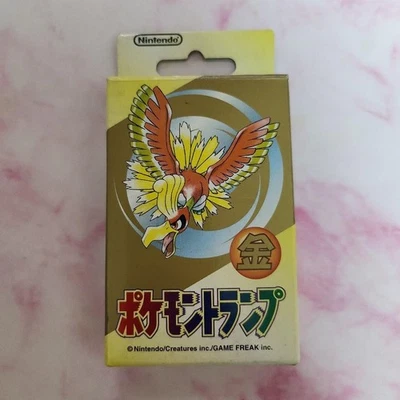 Nintendo
金
ポケモントランプ
©Nintendo/Creatures inc./GAME FREAK inc.